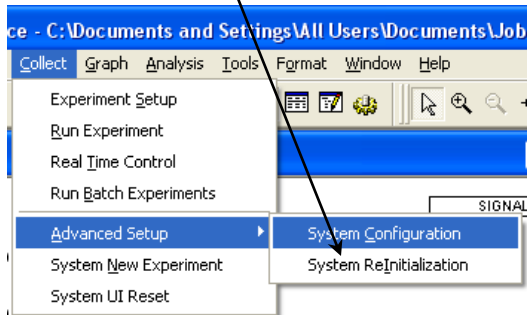 ce - C:\Documents and Settings\All Users\Documents\Job
Collect Graph Analysis Tools Format Window Help
Experiment Setup
Run Experiment
Real Time Control
Run Batch Experiments
SIGNAL
Advanced Setup
System Configuration
System New Experiment
System ReInitialization
System UI Reset